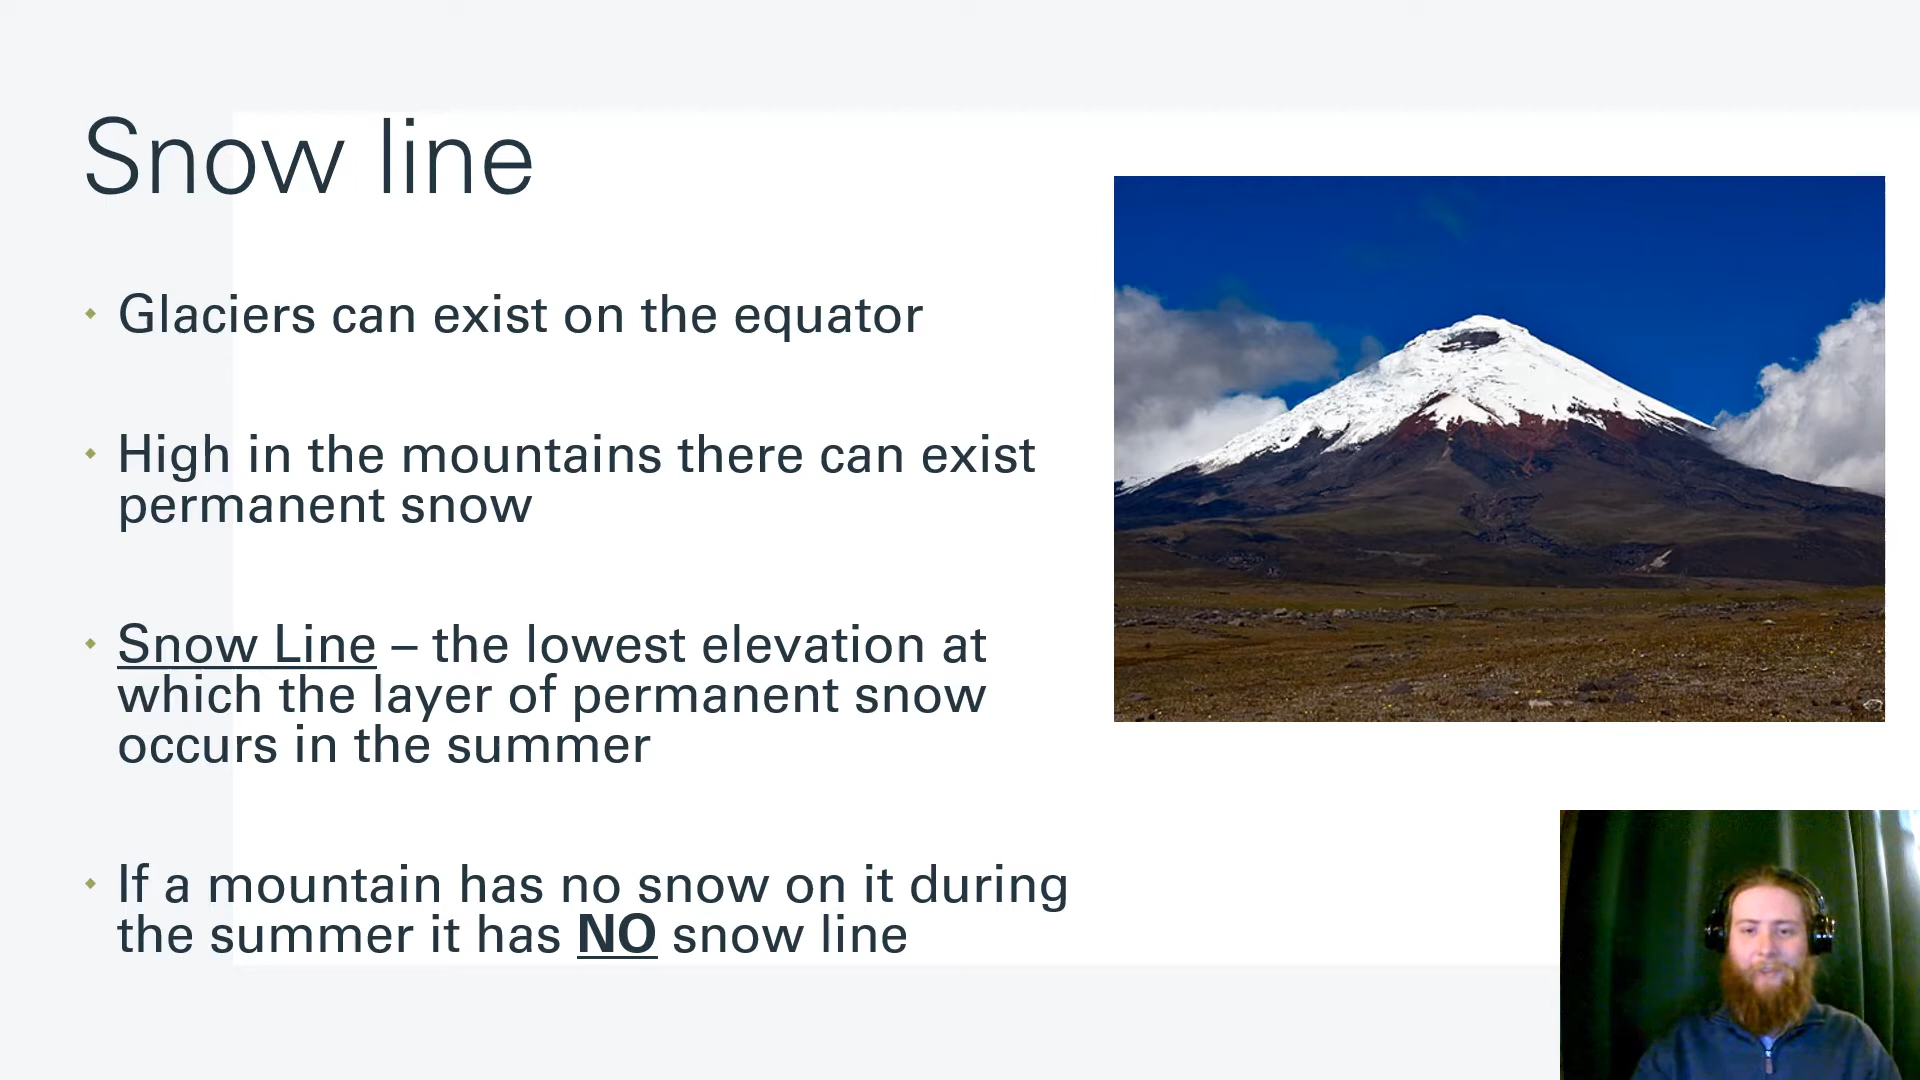 Snow line
Glaciers can exist on the equator
High in the mountains there can exist
permanent snow
Snow Line – the lowest elevation at
which the layer of permanent snow
occurs in the summer
If a mountain has no snow on it during
the summer it has NO snow line